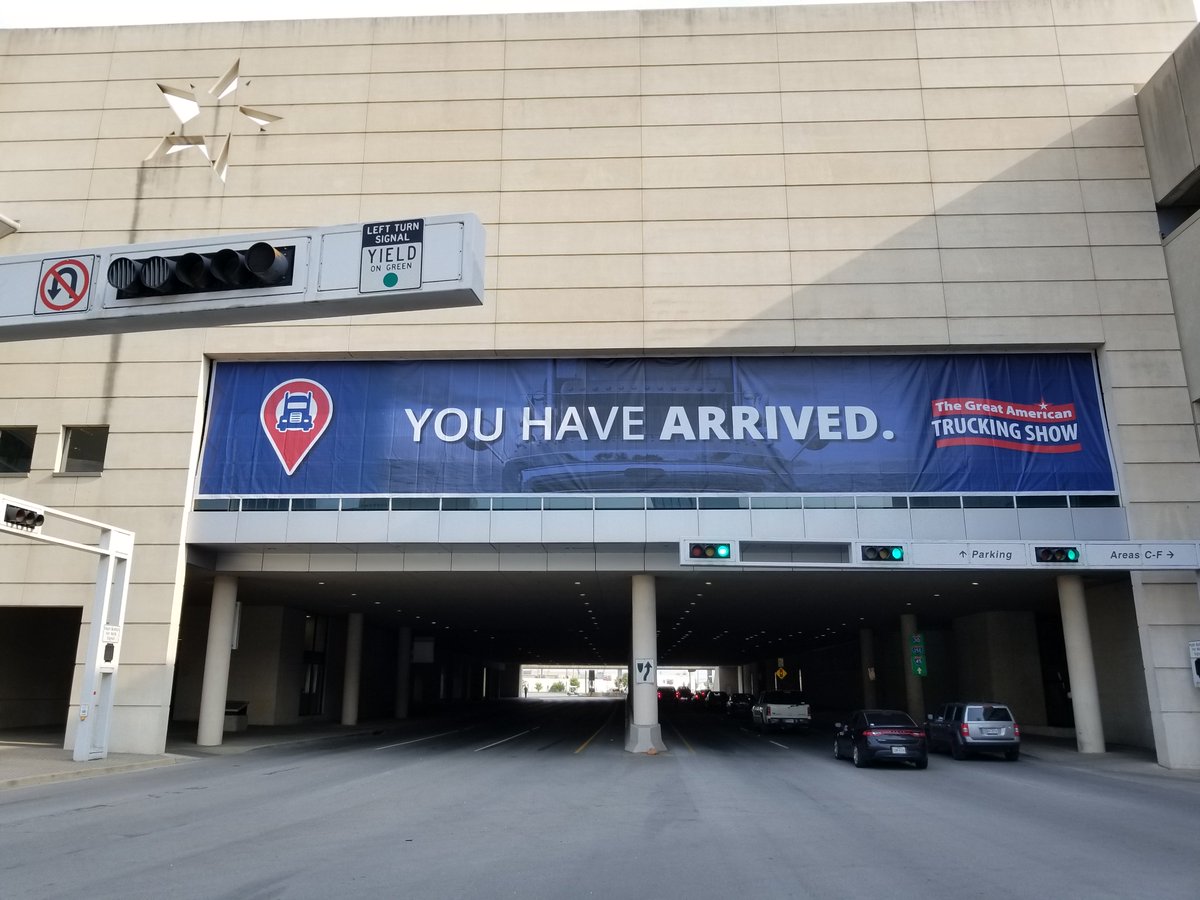 LEFT TURN
SIGNAL
YIELD
ON GREEN
YOU HAVE ARRIVED.
The Great American
TRUCKING SHOW
↑ Parking
Areas C-F →